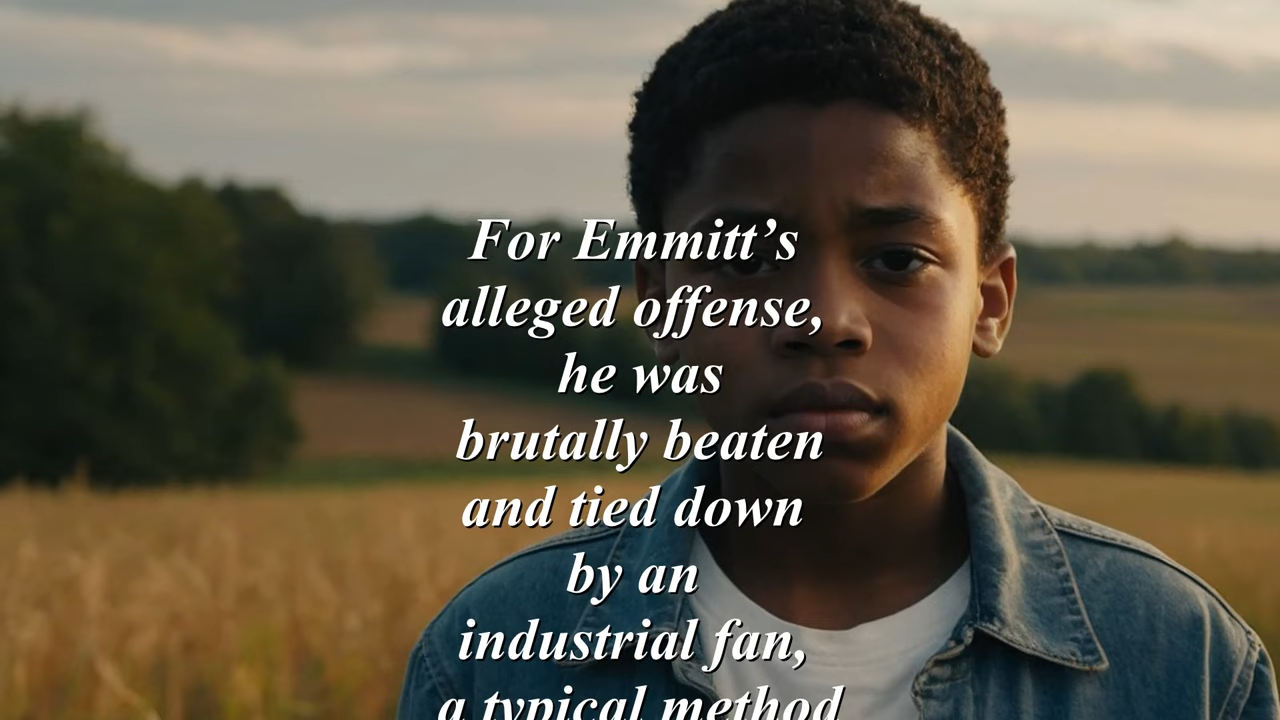 For Emmitt’s
alleged offense,
he was
brutally beaten
and tied down
by an
industrial fan,
a typical method